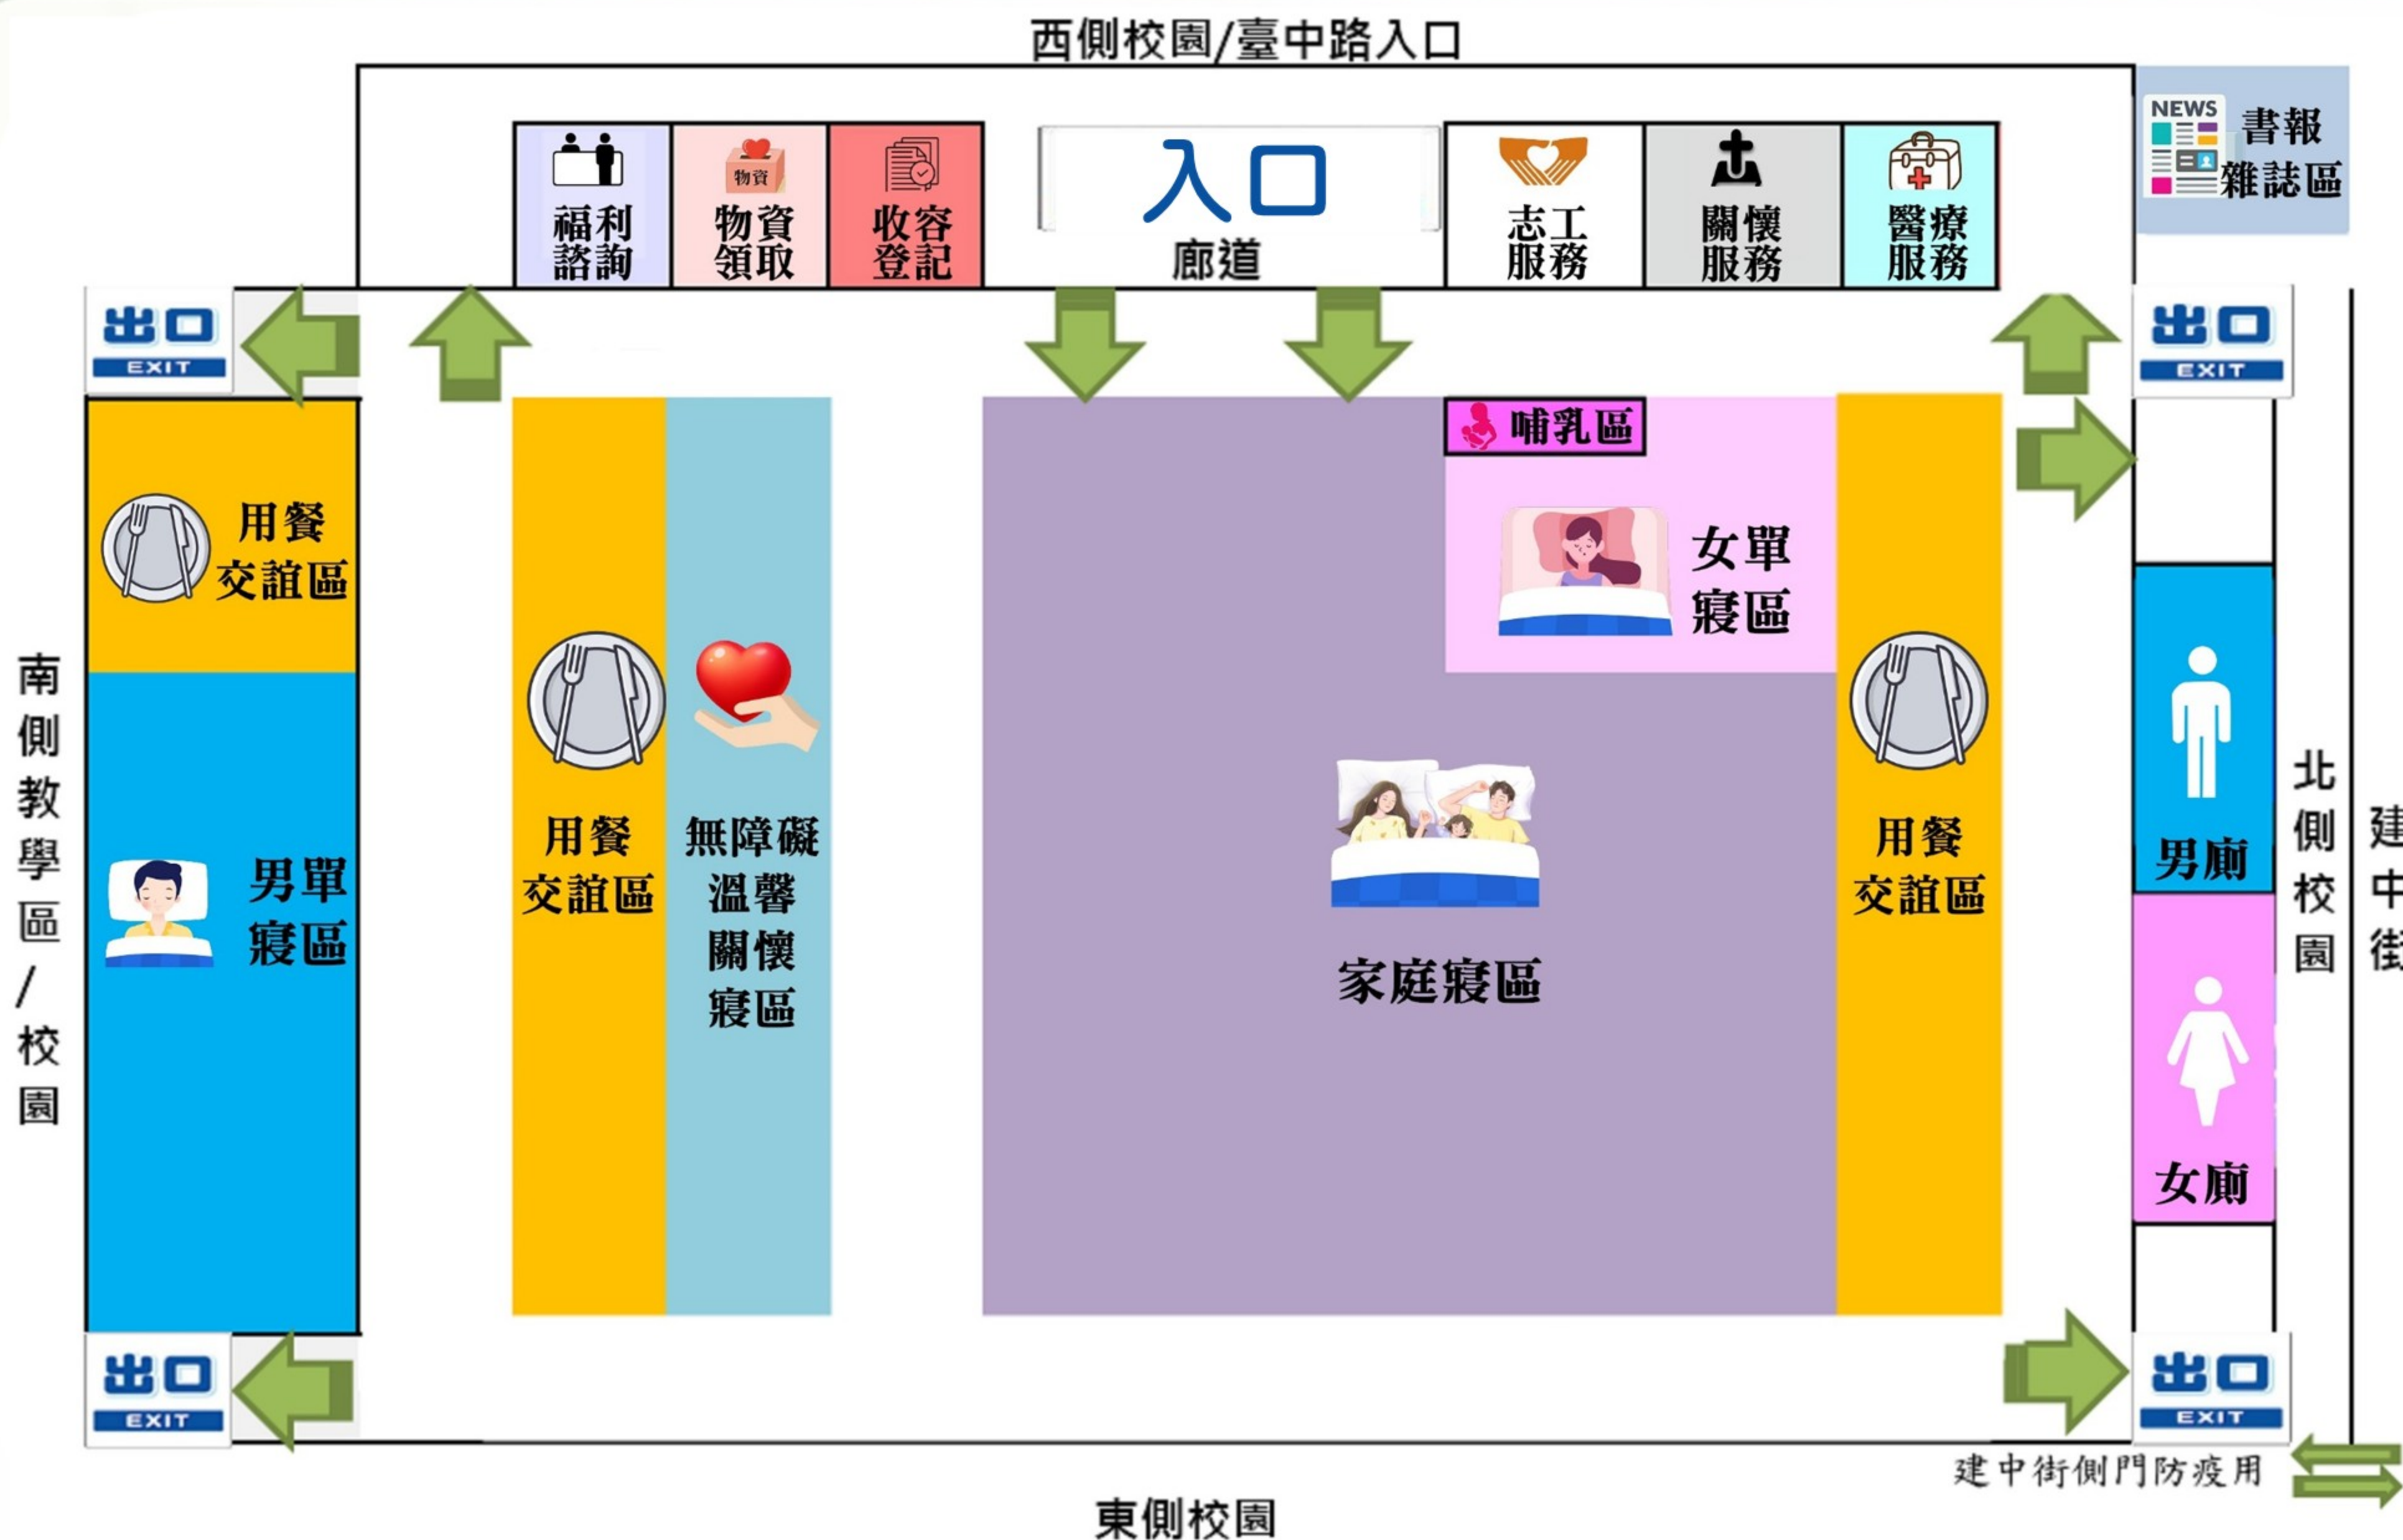 西側校園/臺中路入口
NEWS
書報
雜誌區
物資
福利
諮詢
物資
領取
收容
登記
入口
廊道
志工
服務
關懷
服務
醫療
服務
出口
EXIT
出口
EXIT
用餐
交誼區
哺乳區
女單
寢區
男單
寢區
用餐
交誼區
無障礙
溫馨
關懷
寢區
家庭寢區
用餐
交誼區
男廁
女廁
南側教學區/校園
北側校園
建中街
出口
EXIT
出口
EXIT
建中街側門防疫用
東側校園